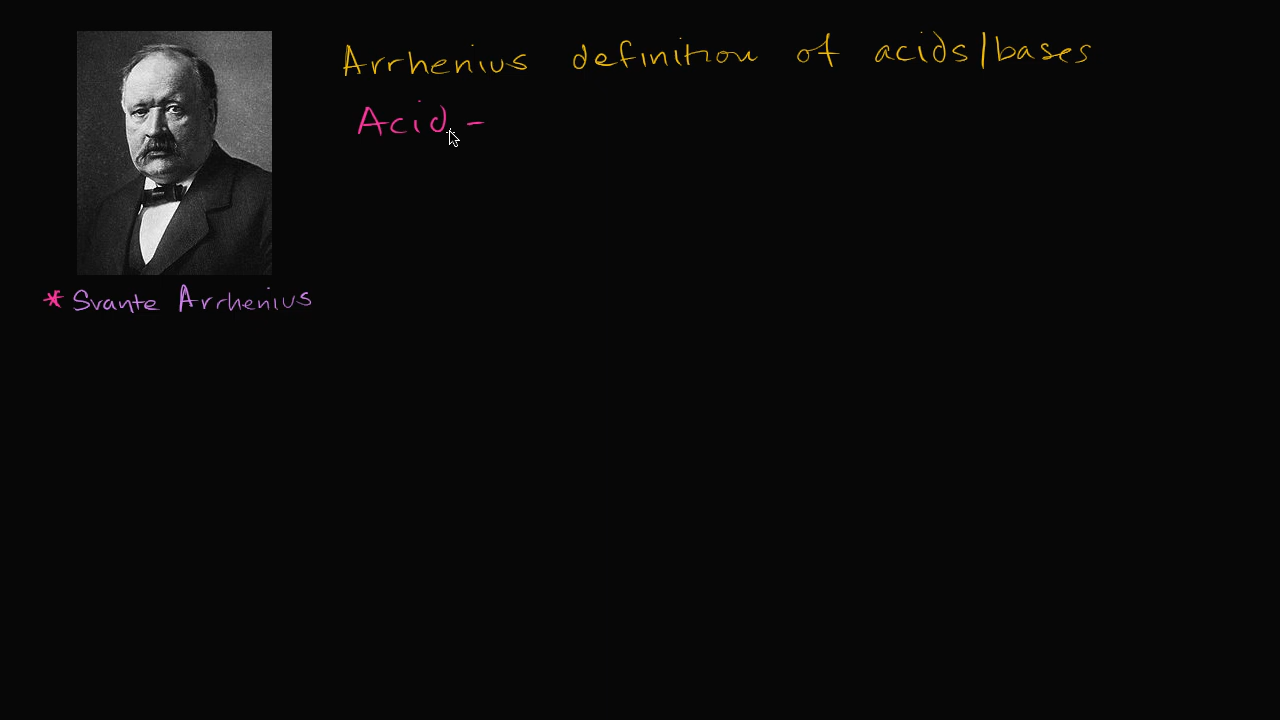 Arrhenius definition of acids/bases
Acid -
* Svante Arrhenius